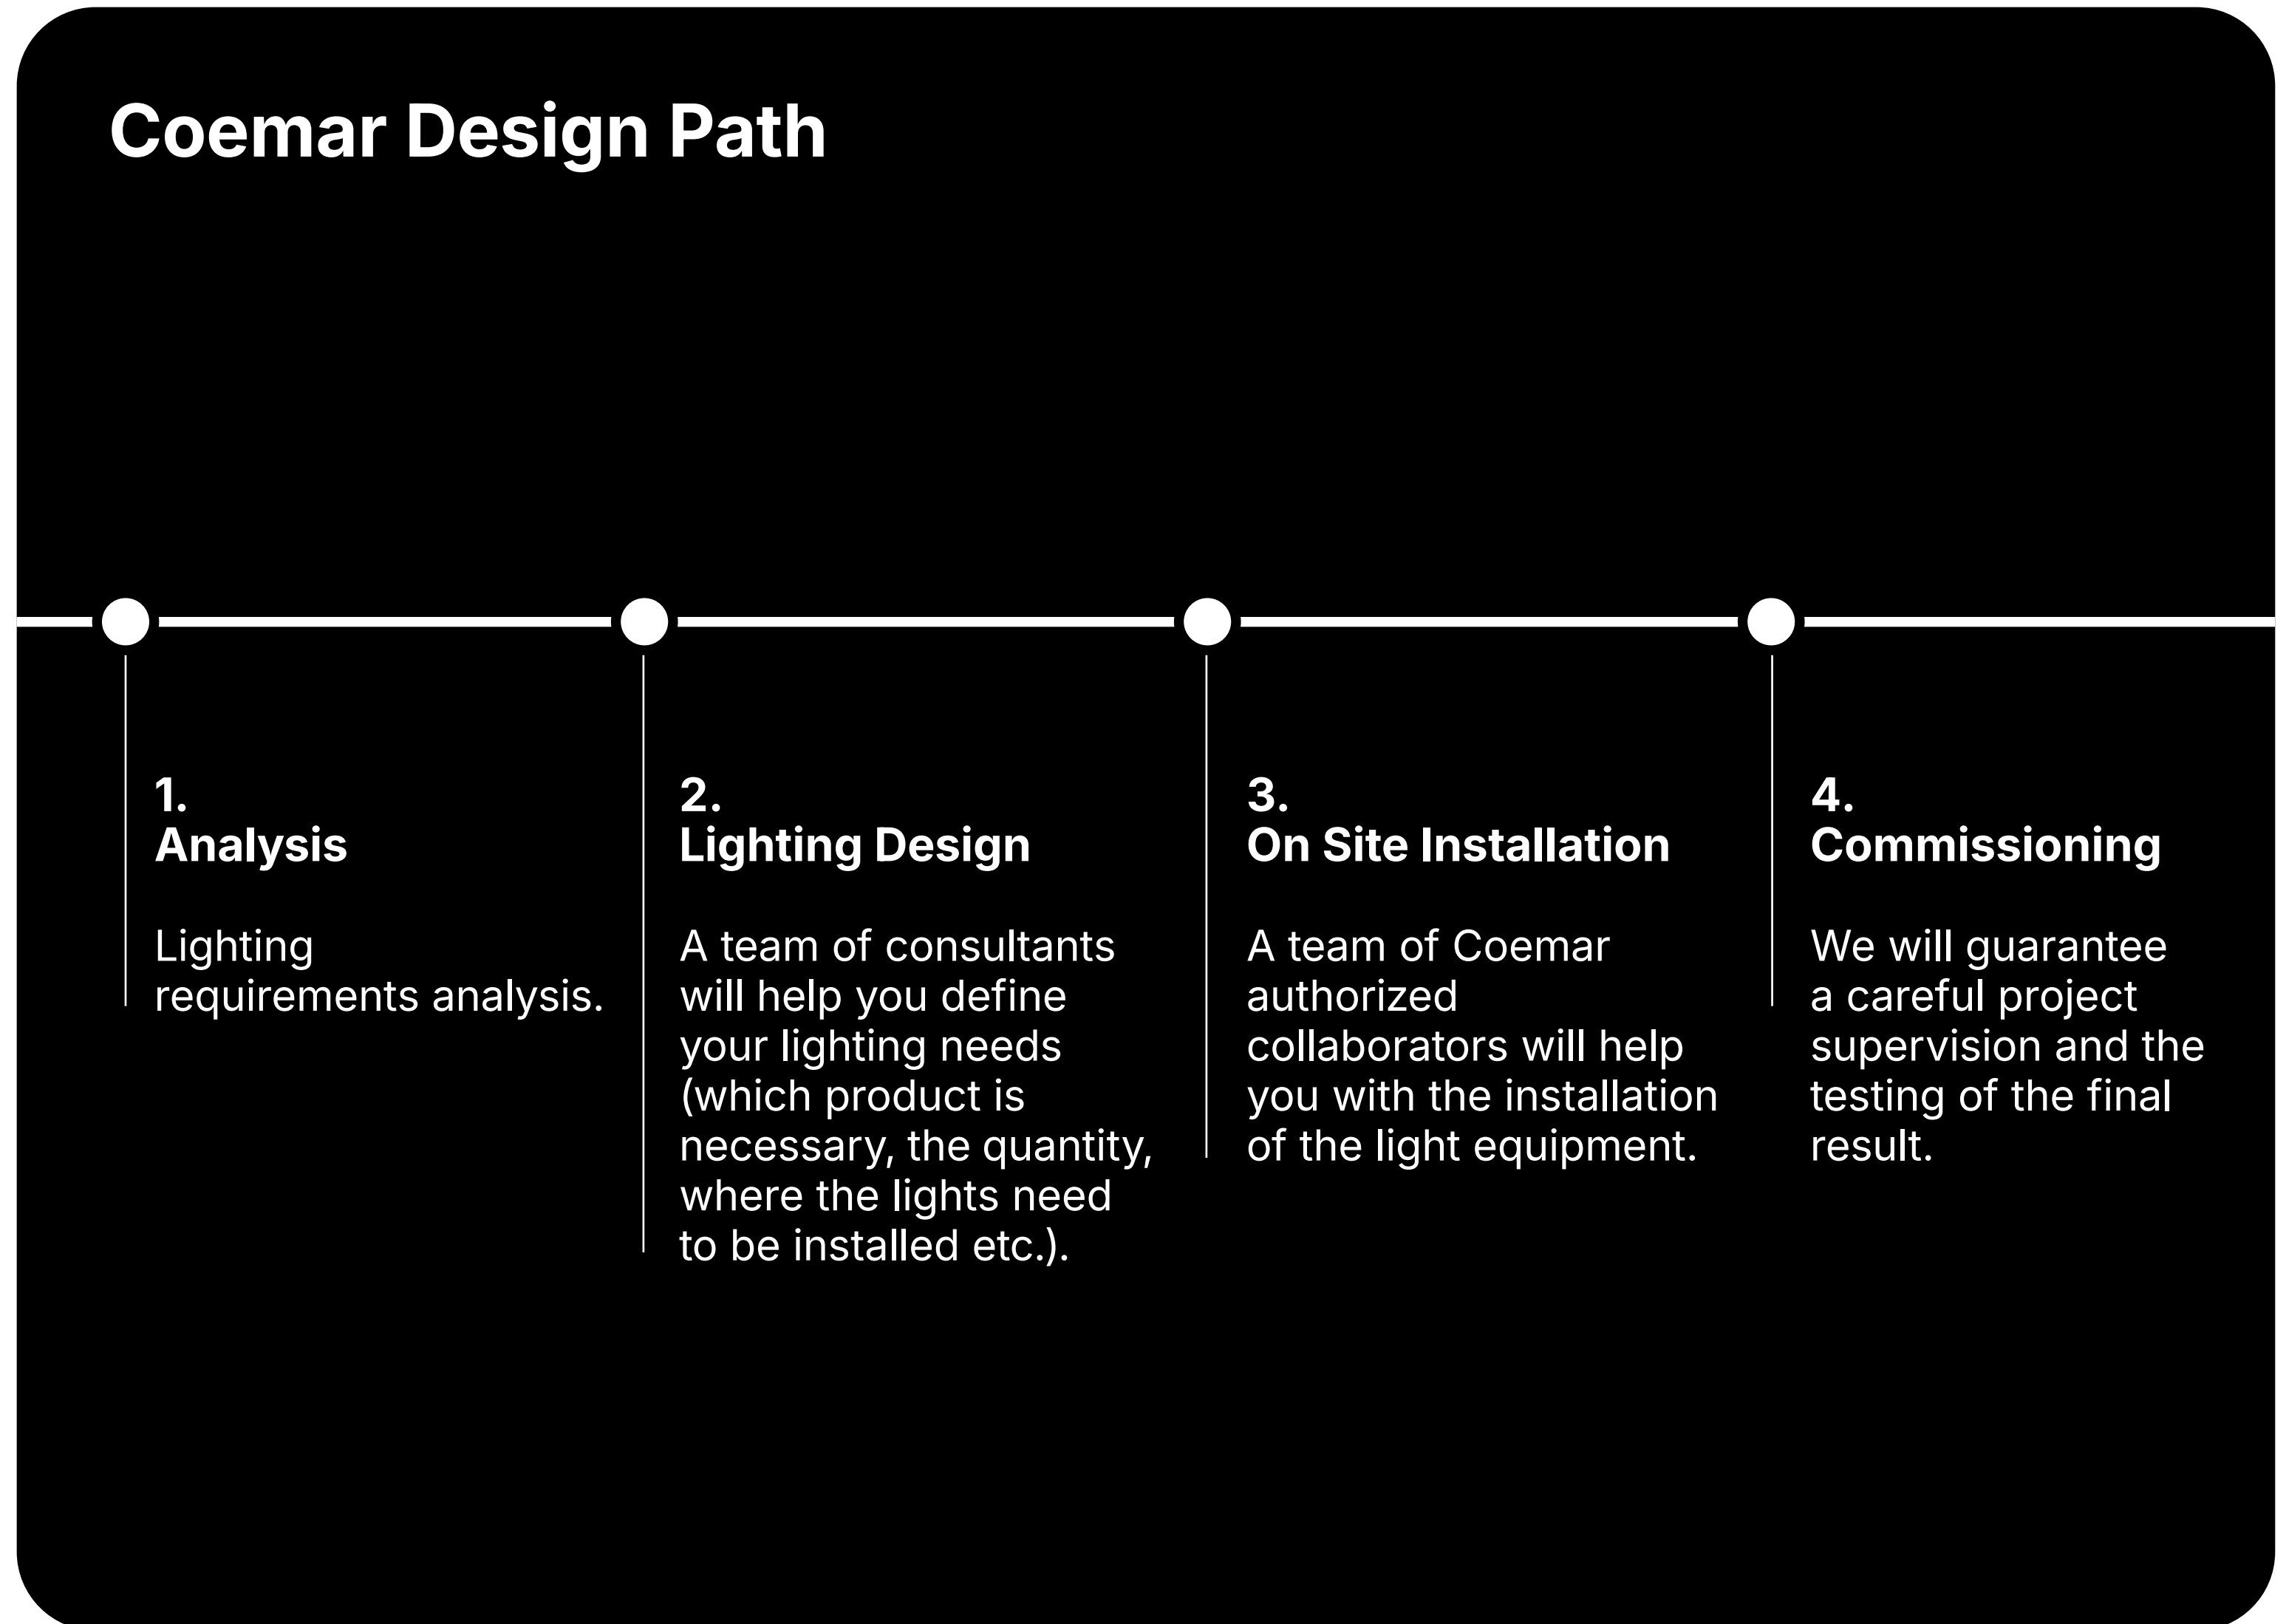 Coemar Design Path
1.
Analysis
Lighting
requirements analysis.
2.
Lighting Design
A team of consultants
will help you define
your lighting needs
(which product is
necessary, the quantity,
where the lights need
to be installed etc.).
3.
On Site Installation
A team of Coemar
authorized
collaborators will help
you with the installation
of the light equipment.
4.
Commissioning
We will guarantee
a careful project
supervision and the
testing of the final
result.